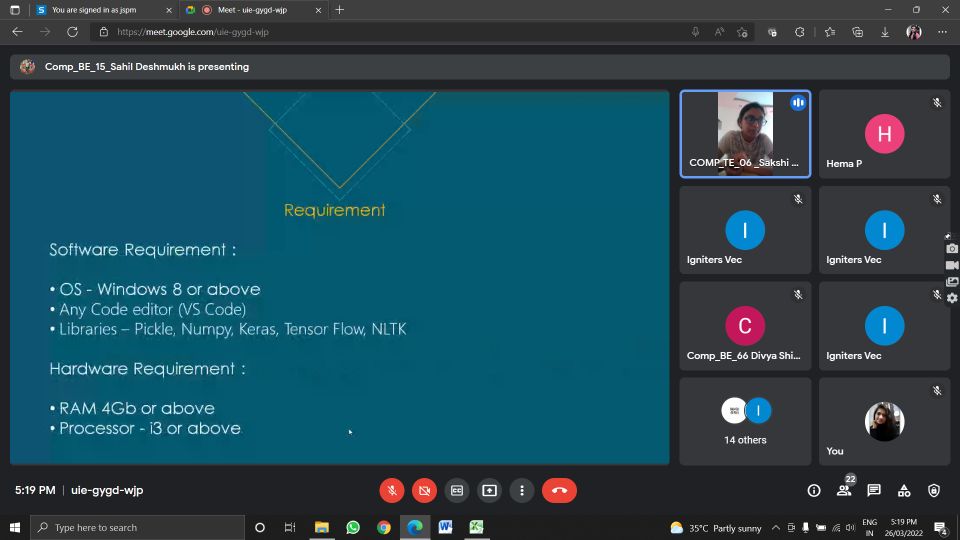 You are signed in as jspm
Meet - uie-gygd-wjp
https://meet.google.com/uie-gygd-wjp
Comp_BE_15_Sahil Deshmukh is presenting
Requirement
Software Requirement :
• OS - Windows 8 or above
• Any Code editor (VS Code)
• Libraries – Pickle, Numpy, Keras, Tensor Flow, NLTK
Hardware Requirement :
• RAM 4Gb or above
• Processor - i3 or above
COMP_TE_06 _Sakshi ...
H
Hema P
I
Igniters Vec
I
Igniters Vec
C
Comp_BE_66 Divya Shi...
I
Igniters Vec
I
14 others
You
5:19 PM | uie-gygd-wjp
22
Type here to search
35°C Partly sunny
ENG
IN
5:19 PM
26/03/2022
4